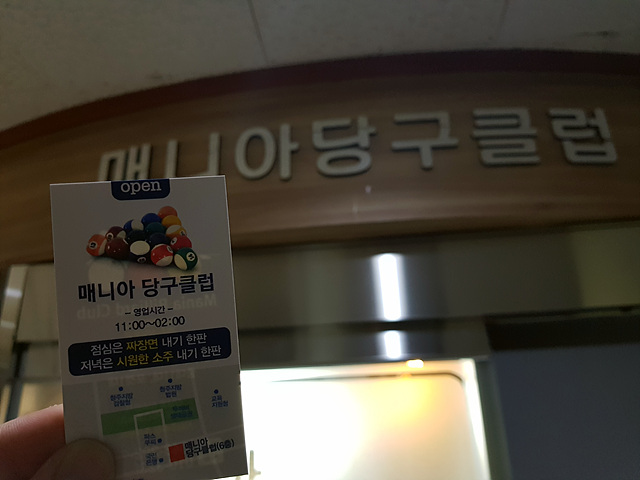 매니아당구클럽
open
매니아 당구클럽
- 영업시간 -
11:00~02:00
점심은 짜장면 내기 한판
저녁은 시원한 소주 내기 한판
매니아
당구클럽(6층)